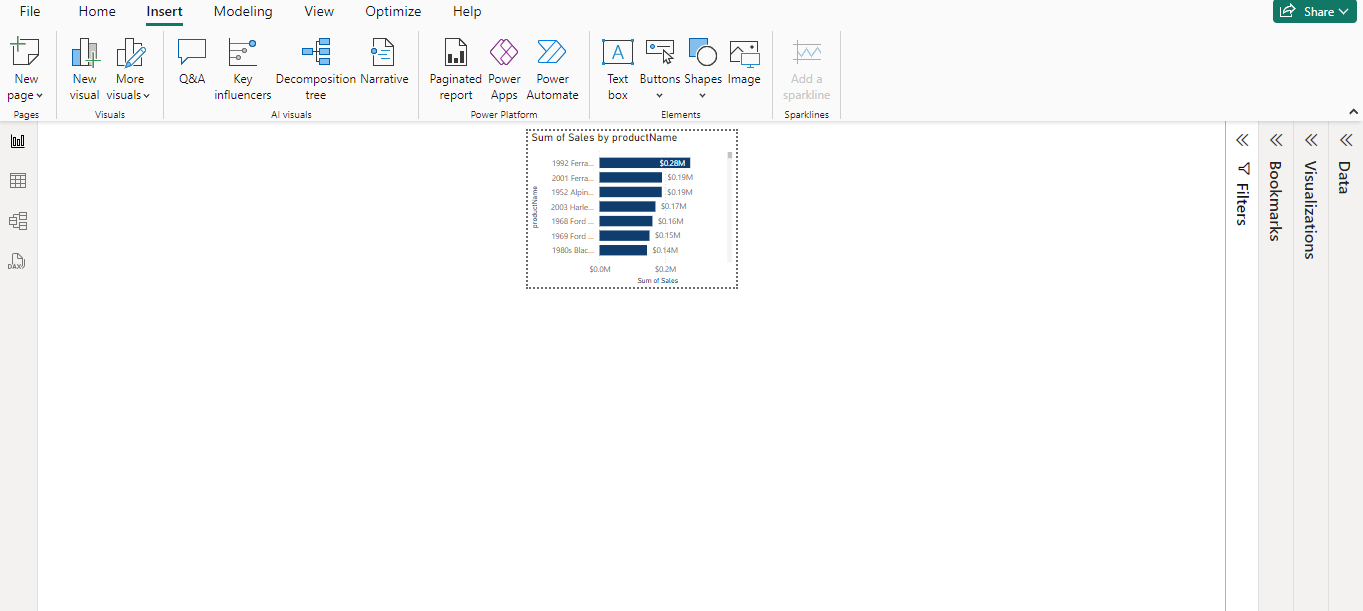 File Home Insert Modeling View Optimize Help Share
New page
New visual
More visuals
Q&A
Key influencers
Decomposition tree
Narrative
Paginated report
Power Apps
Power Automate
Text box
Buttons
Shapes
Image
Add a sparkline
Pages Visuals AI visuals Power Platform Elements Sparklines
DAX
Sum of Sales by productName
productName
1992 Ferra... $0.28M
2001 Ferra... $0.19M
1952 Alpin... $0.19M
2003 Harle... $0.17M
1968 Ford ... $0.16M
1969 Ford ... $0.15M
1980s Blac... $0.14M
$0.0M $0.2M
Sum of Sales
Filters
Bookmarks
Visualizations
Data